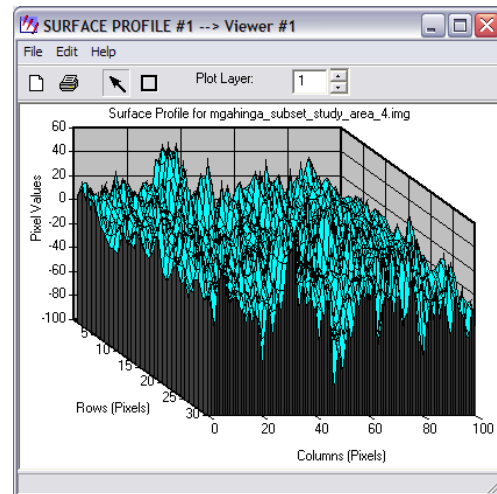 SURFACE PROFILE #1 --> Viewer #1
File Edit Help
Plot Layer: 1
Surface Profile for mgahinga_subset_study_area_4.img
60
40
20
0
-20
-40
-60
-80
-100
Pixel Values
5
10
15
20
25
30
Rows (Pixels)
0 20 40 60 80 100
Columns (Pixels)